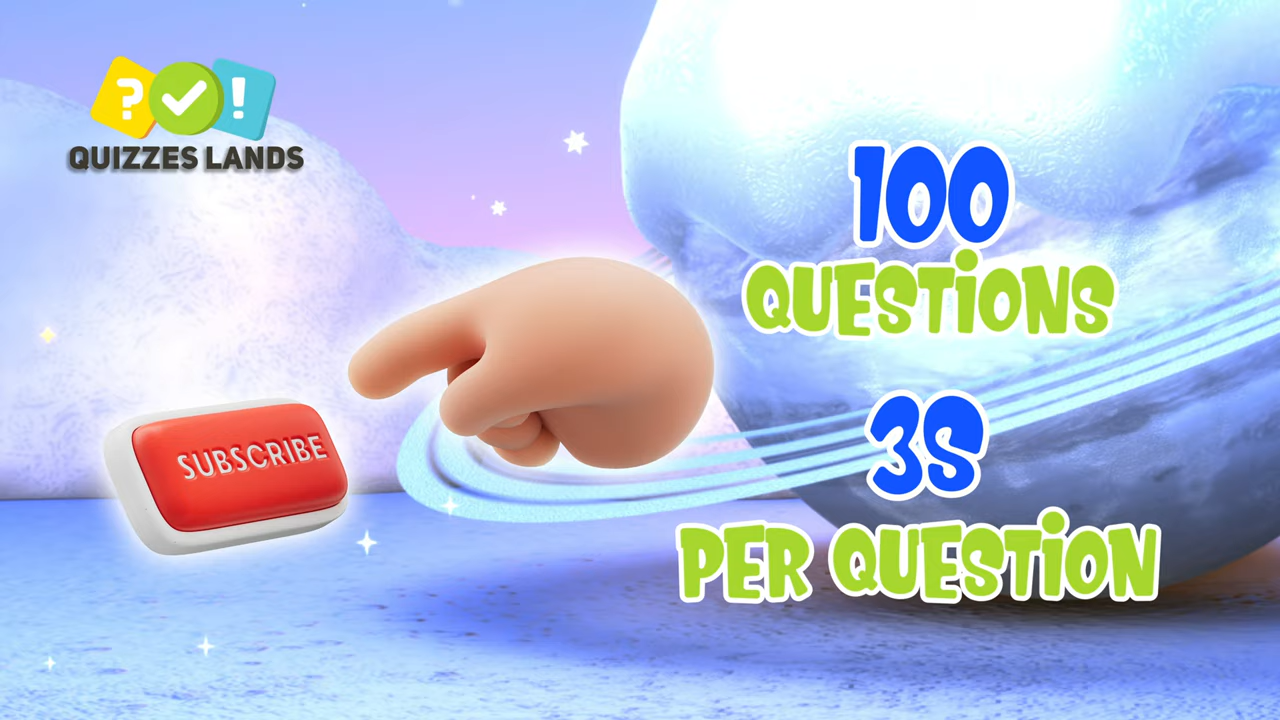 ? !
QUIZZES LANDS
SUBSCRIBE
100
QUESTIONS
3S
PER QUESTION